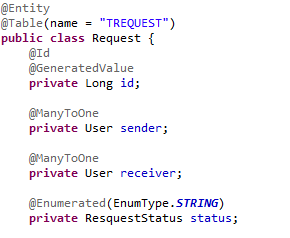 @Entity
@Table(name = "TREQUEST")
public class Request {
@Id
@GeneratedValue
private Long id;
@ManyToOne
private User sender;
@ManyToOne
private User receiver;
@Enumerated(EnumType.STRING)
private ResquestStatus status;